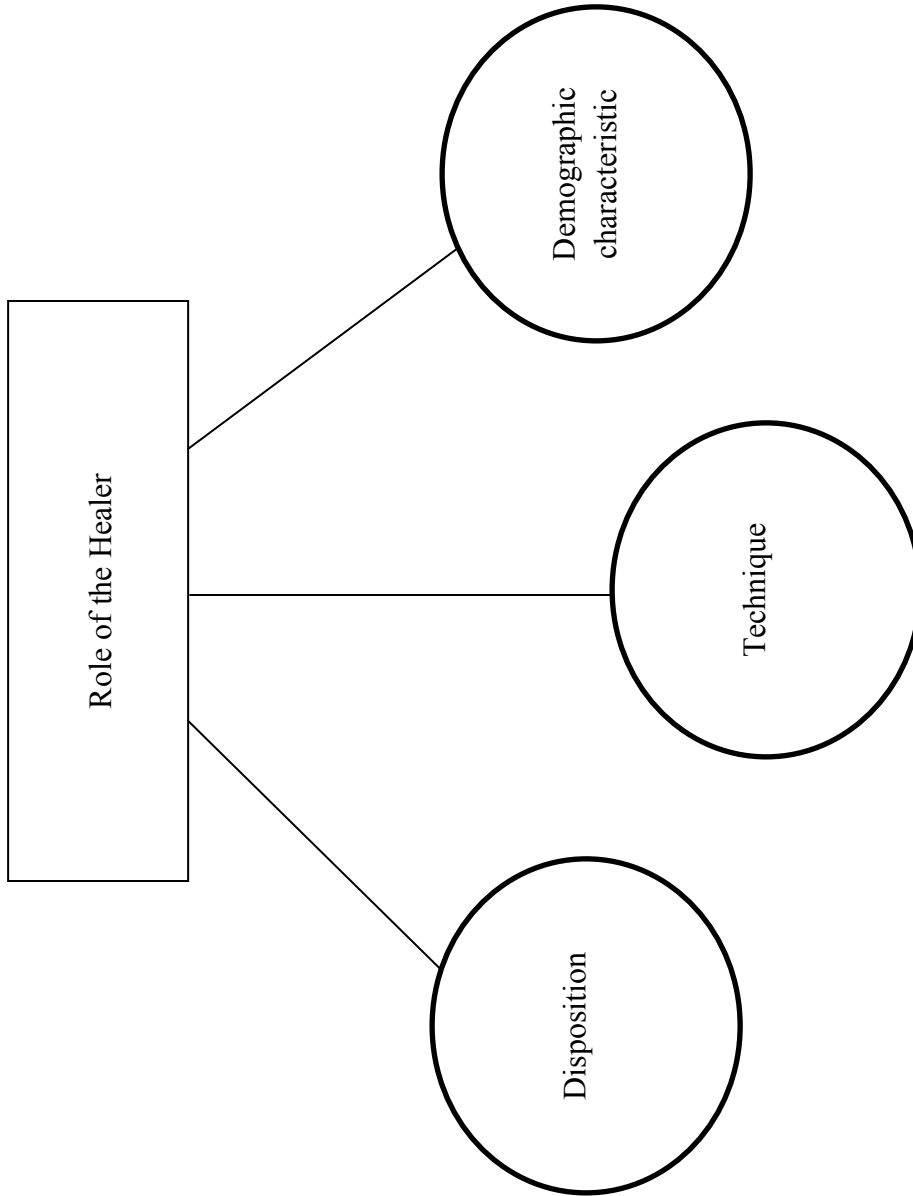 Role of the Healer
Disposition
Technique
Demographic
characteristic